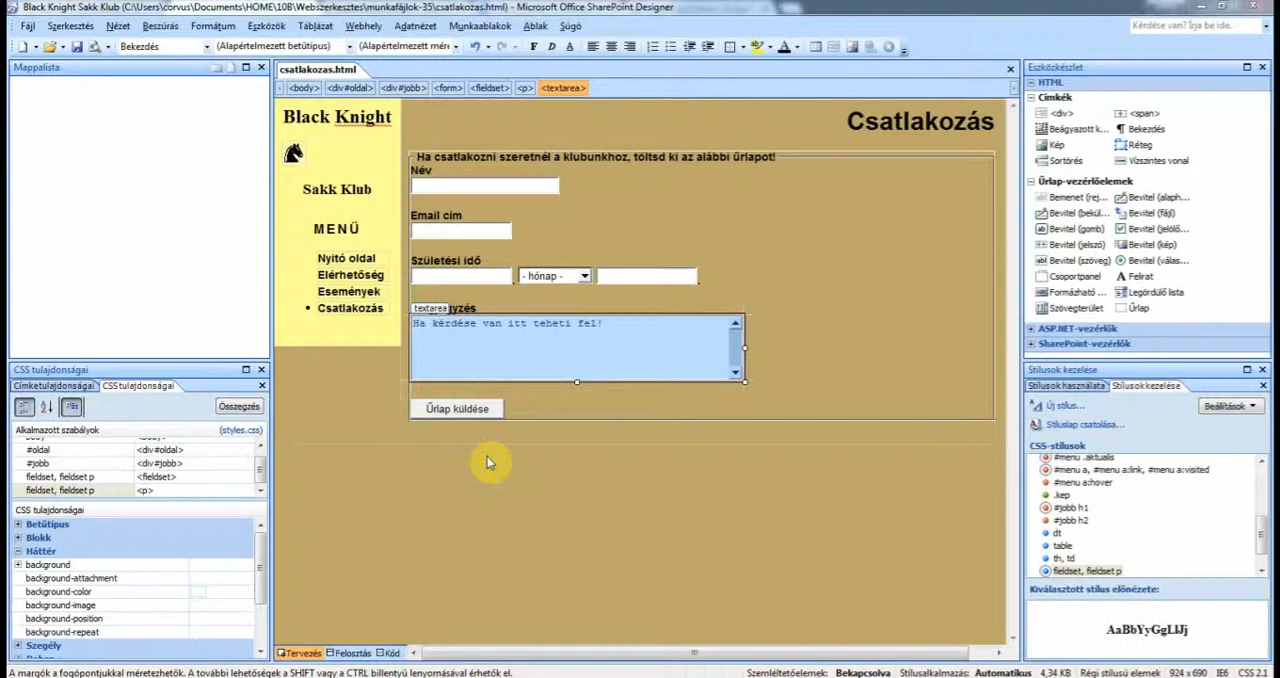 Black Knight Sakk Klub (C:\Users\corvus\Documents\HOME\10B\Webszerkesztes\munkafájlok-35\csatlakozas.html) - Microsoft Office SharePoint Designer
Fájl Szerkesztés Nézet Beszúrás Formátum Eszközök Táblázat Webhely Adatnézet Munkaablakok Ablak Súgó
Kérdése van? Írja be ide.
Bekezdés (Alapértelmezett betűtípus) (Alapértelmezett mére F D A
Mappalista
csatlakozas.html
<body> <div#oldal> <div#jobb> <form> <fieldset> <p> <textarea>
Black Knight
Sakk Klub
MENÜ
Nyitó oldal
Elérhetőség
Események
• Csatlakozás
Csatlakozás
Ha csatlakozni szeretnél a klubunkhoz, töltsd ki az alábbi űrlapot!
Név
Email cím
Születési idő
. - hónap - .
textarea yzés
Ha kérdése van itt teheti fel!
Űrlap küldése
Tervezés Felosztás Kód
CSS tulajdonságai
Címketulajdonságai CSS tulajdonságai
Összegzés
Alkalmazott szabályok (styles.css)
body <body>
#oldal <div#oldal>
#jobb <div#jobb>
fieldset, fieldset p <fieldset>
fieldset, fieldset p <p>
CSS tulajdonságai
Betűtípus
Blokk
Háttér
background
background-attachment
background-color
background-image
background-position
background-repeat
Szegély
Eszközkészlet
HTML
Címkék
<div> <span>
Beágyazott k... Bekezdés
Kép Réteg
Sortörés Vízszintes vonal
Űrlap-vezérlőelemek
Bemenet (rej... Bevitel (alaph...
Bevitel (bekül... Bevitel (fájl)
Bevitel (gomb) Bevitel (jelölő...
Bevitel (jelszó) Bevitel (kép)
Bevitel (szöveg) Bevitel (válas...
Csoportpanel Felirat
Formázható ... Legördülő lista
Szövegterület Űrlap
ASP.NET-vezérlők
SharePoint-vezérlők
Stílusok kezelése
Stílusok használata Stílusok kezelése
Új stílus... Beállítások
Stíluslap csatolása...
CSS-stílusok
#menu .aktualis
#menu a, #menu a:link, #menu a:visited
#menu a:hover
.kep
#jobb h1
#jobb h2
dt
table
th, td
fieldset, fieldset p
Kiválasztott stílus előnézete:
AaBbYyGgLlJj
A margók a fogópontjukkal méretezhetők. A további lehetőségek a SHIFT vagy a CTRL billentyű lenyomásával érhetők el.
Szemléltetőelemek: Bekapcsolva Stílusalkalmazás: Automatikus 4,34 KB Régi stílusú elemek 924 x 690 IE6 CSS 2.1